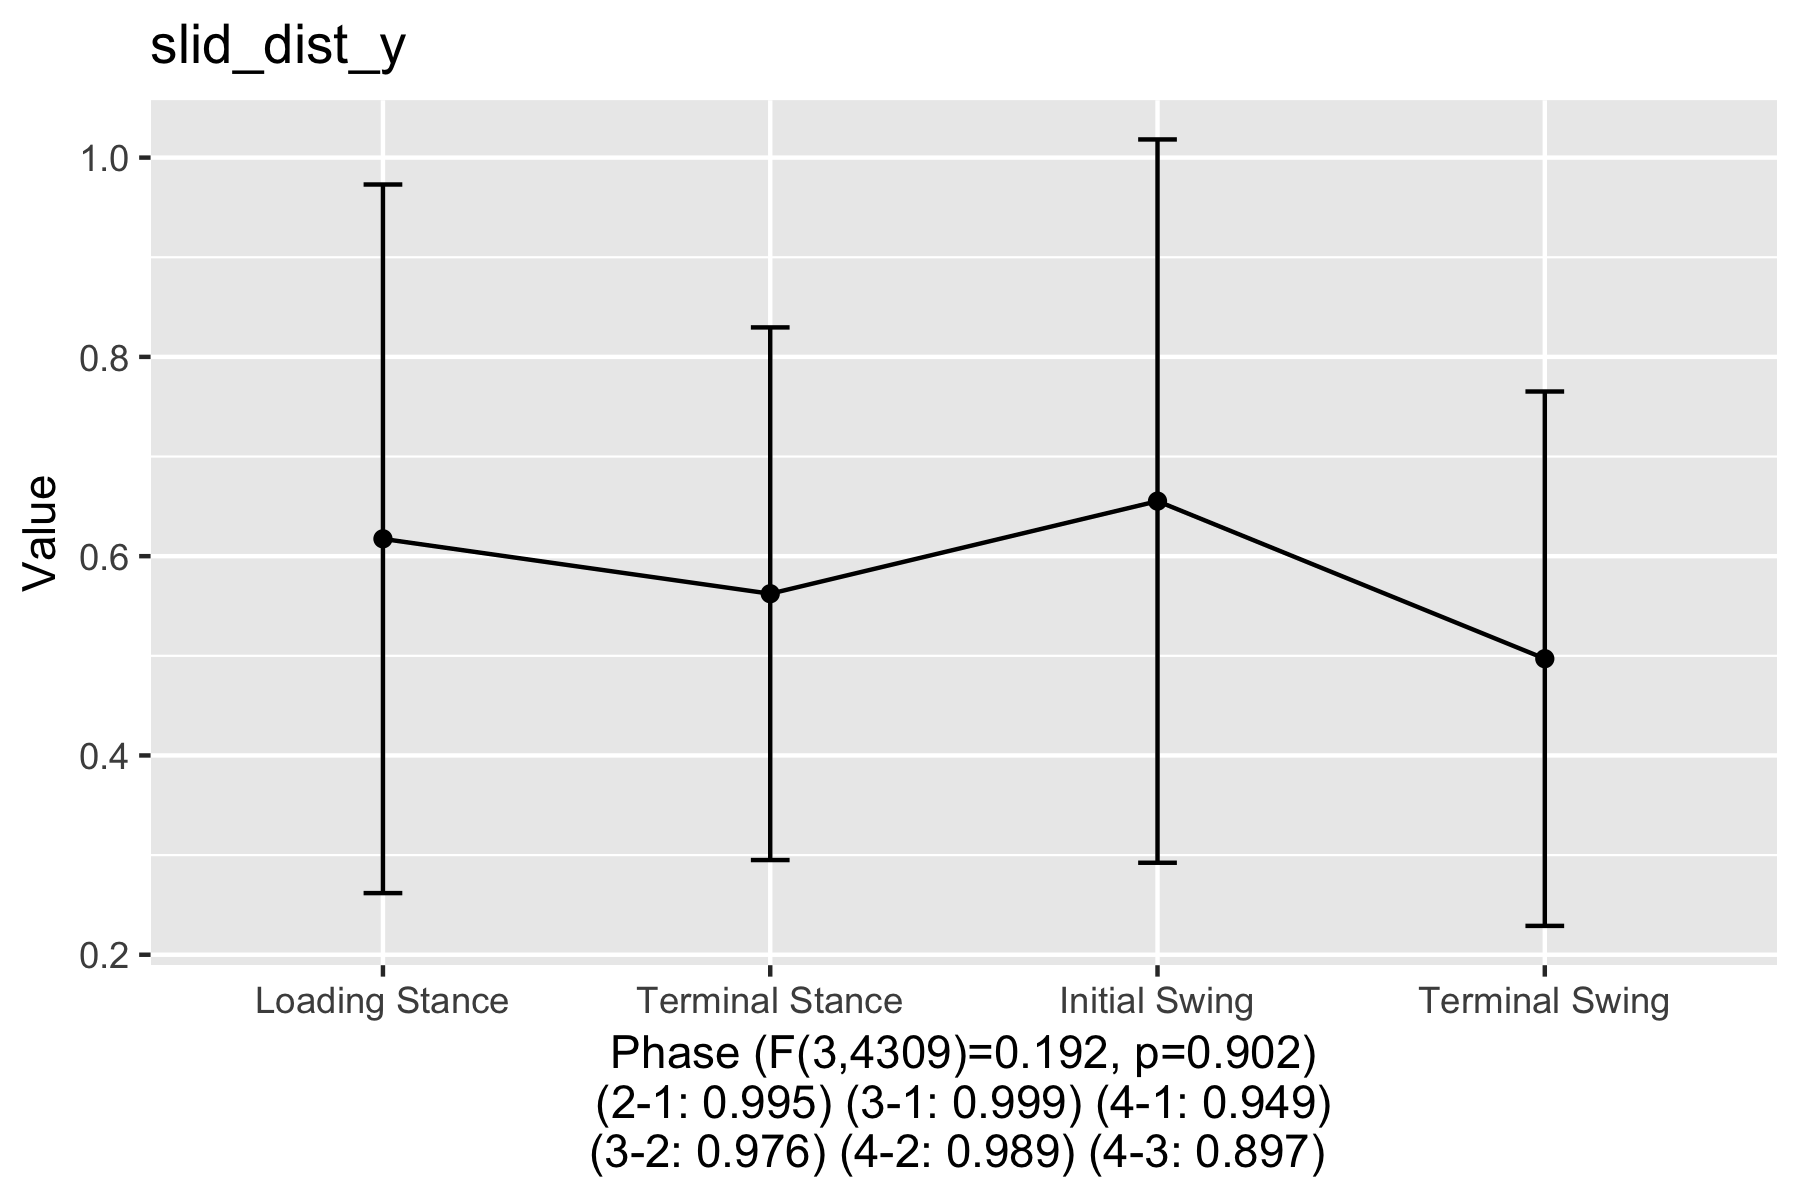 slid_dist_y
Value
1.0
0.8
0.6
0.4
0.2
Loading Stance
Terminal Stance
Initial Swing
Terminal Swing
Phase (F(3,4309)=0.192, p=0.902)
(2-1: 0.995) (3-1: 0.999) (4-1: 0.949)
(3-2: 0.976) (4-2: 0.989) (4-3: 0.897)